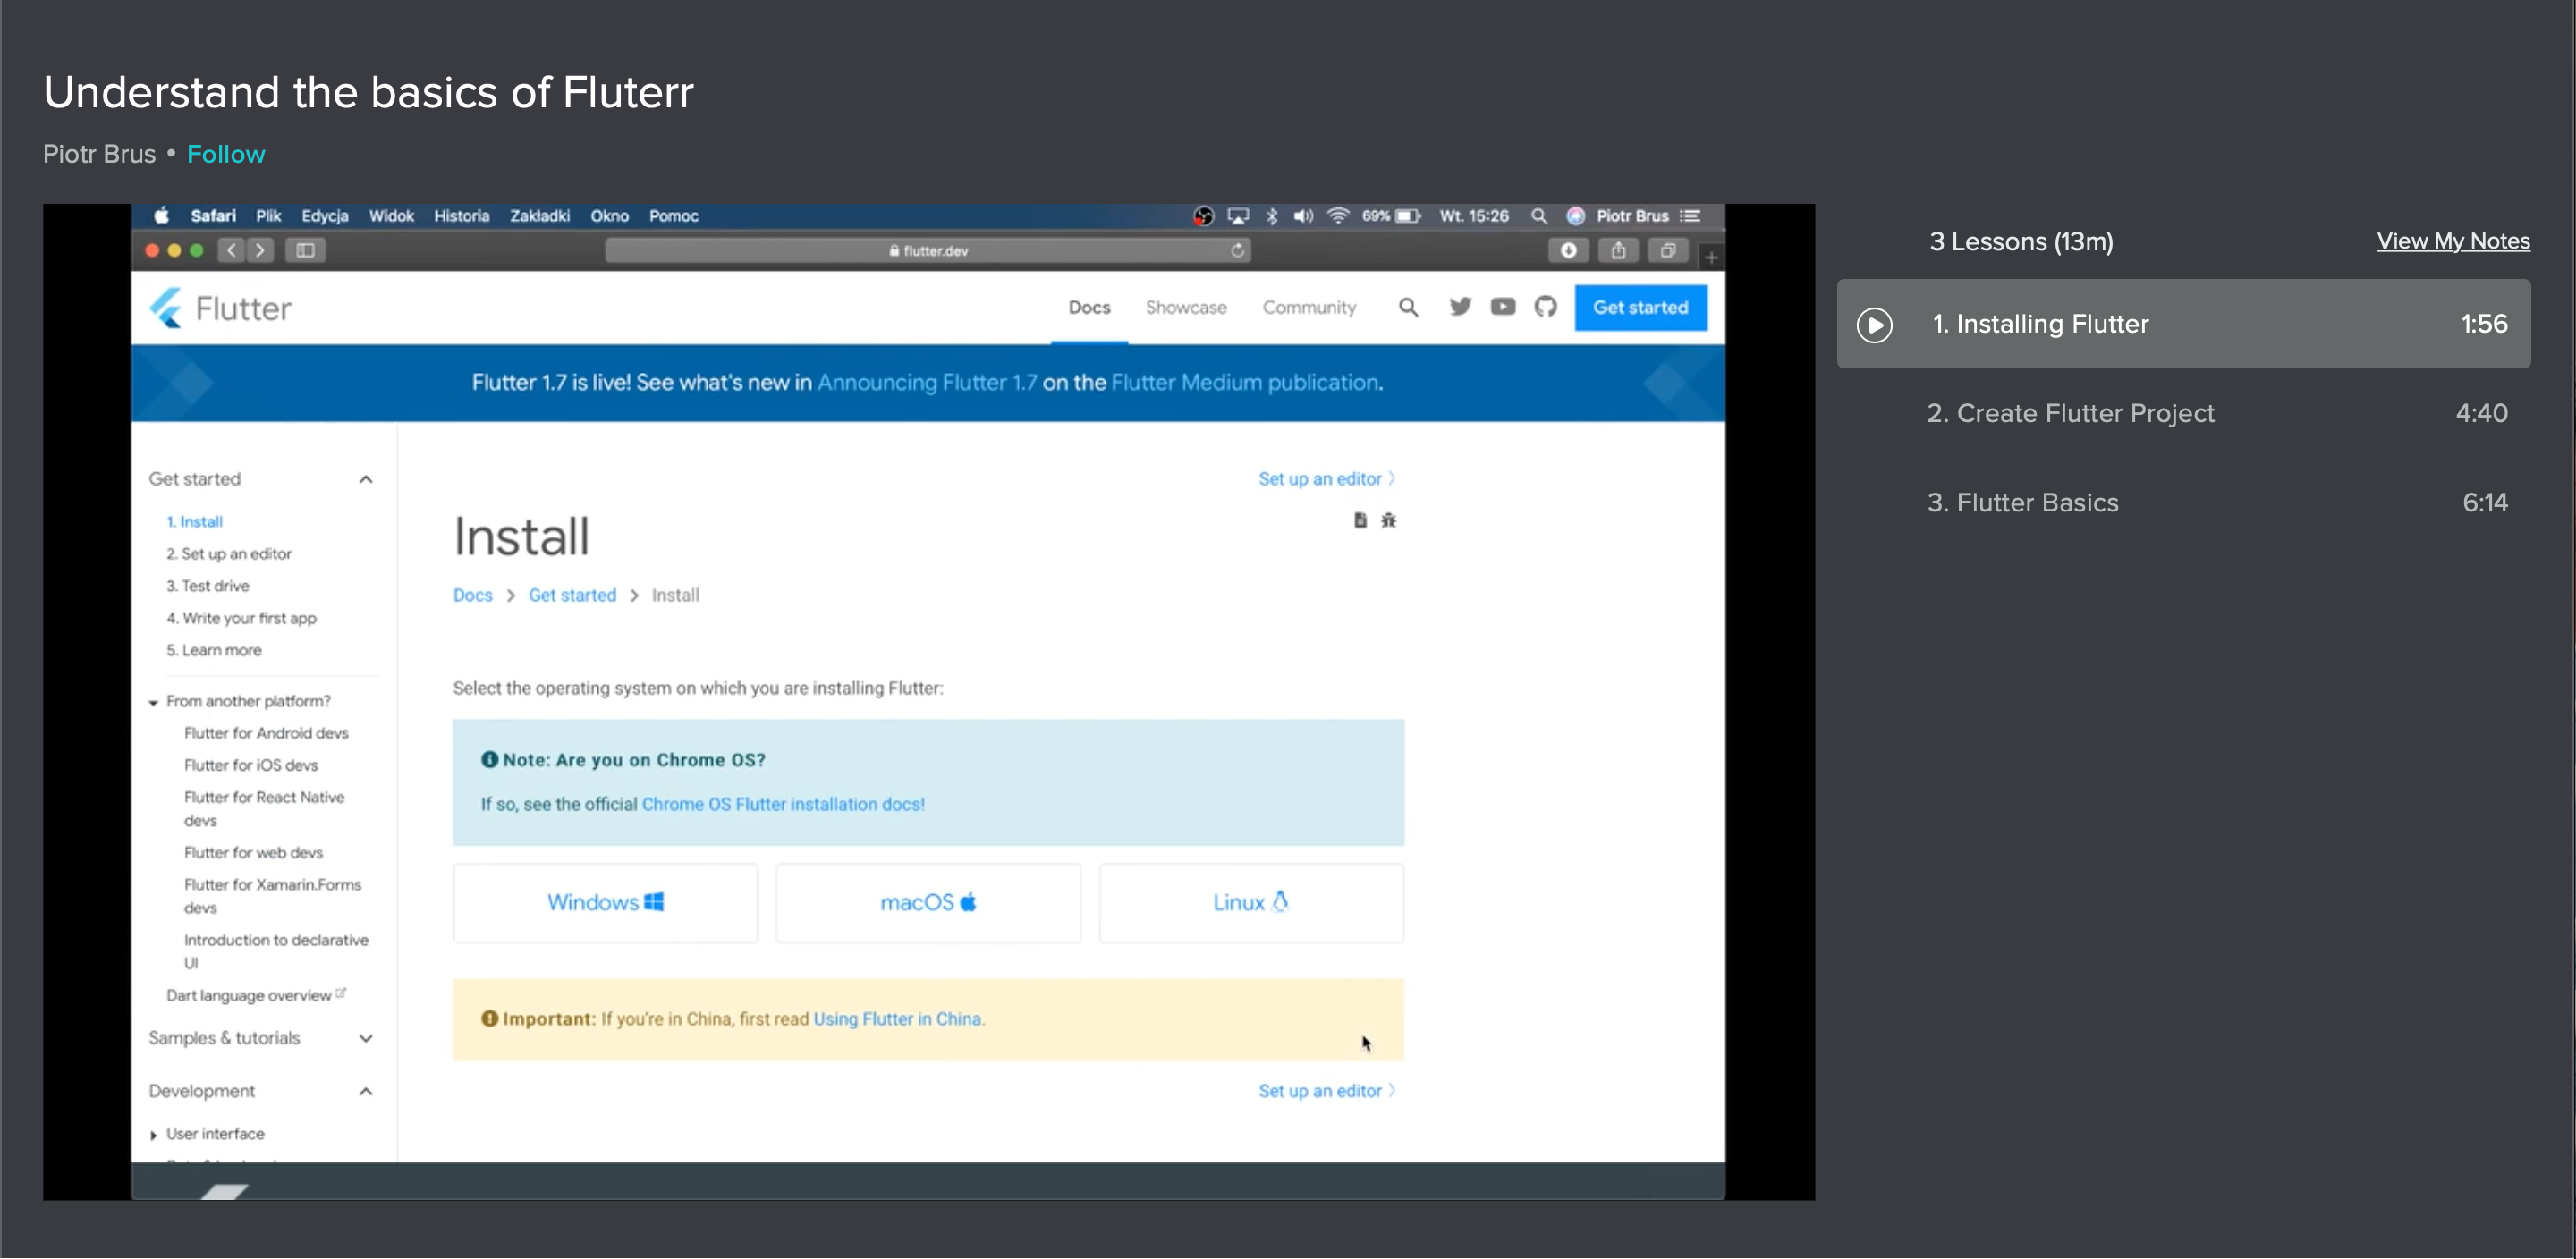 Understand the basics of Fluterr
Piotr Brus • Follow
Safari Plik Edycja Widok Historia Zakładki Okno Pomoc 69% Wt. 15:26 Piotr Brus
flutter.dev
Flutter Docs Showcase Community Get started
Flutter 1.7 is live! See what's new in Announcing Flutter 1.7 on the Flutter Medium publication.
Get started
1. Install
2. Set up an editor
3. Test drive
4. Write your first app
5. Learn more
From another platform?
Flutter for Android devs
Flutter for iOS devs
Flutter for React Native
devs
Flutter for web devs
Flutter for Xamarin.Forms
devs
Introduction to declarative
UI
Dart language overview
Samples & tutorials
Development
User interface
Set up an editor
Install
Docs > Get started > Install
Select the operating system on which you are installing Flutter:
Note: Are you on Chrome OS?
If so, see the official Chrome OS Flutter installation docs!
Windows macOS Linux
Important: If you're in China, first read Using Flutter in China.
Set up an editor
3 Lessons (13m) View My Notes
1. Installing Flutter 1:56
2. Create Flutter Project 4:40
3. Flutter Basics 6:14